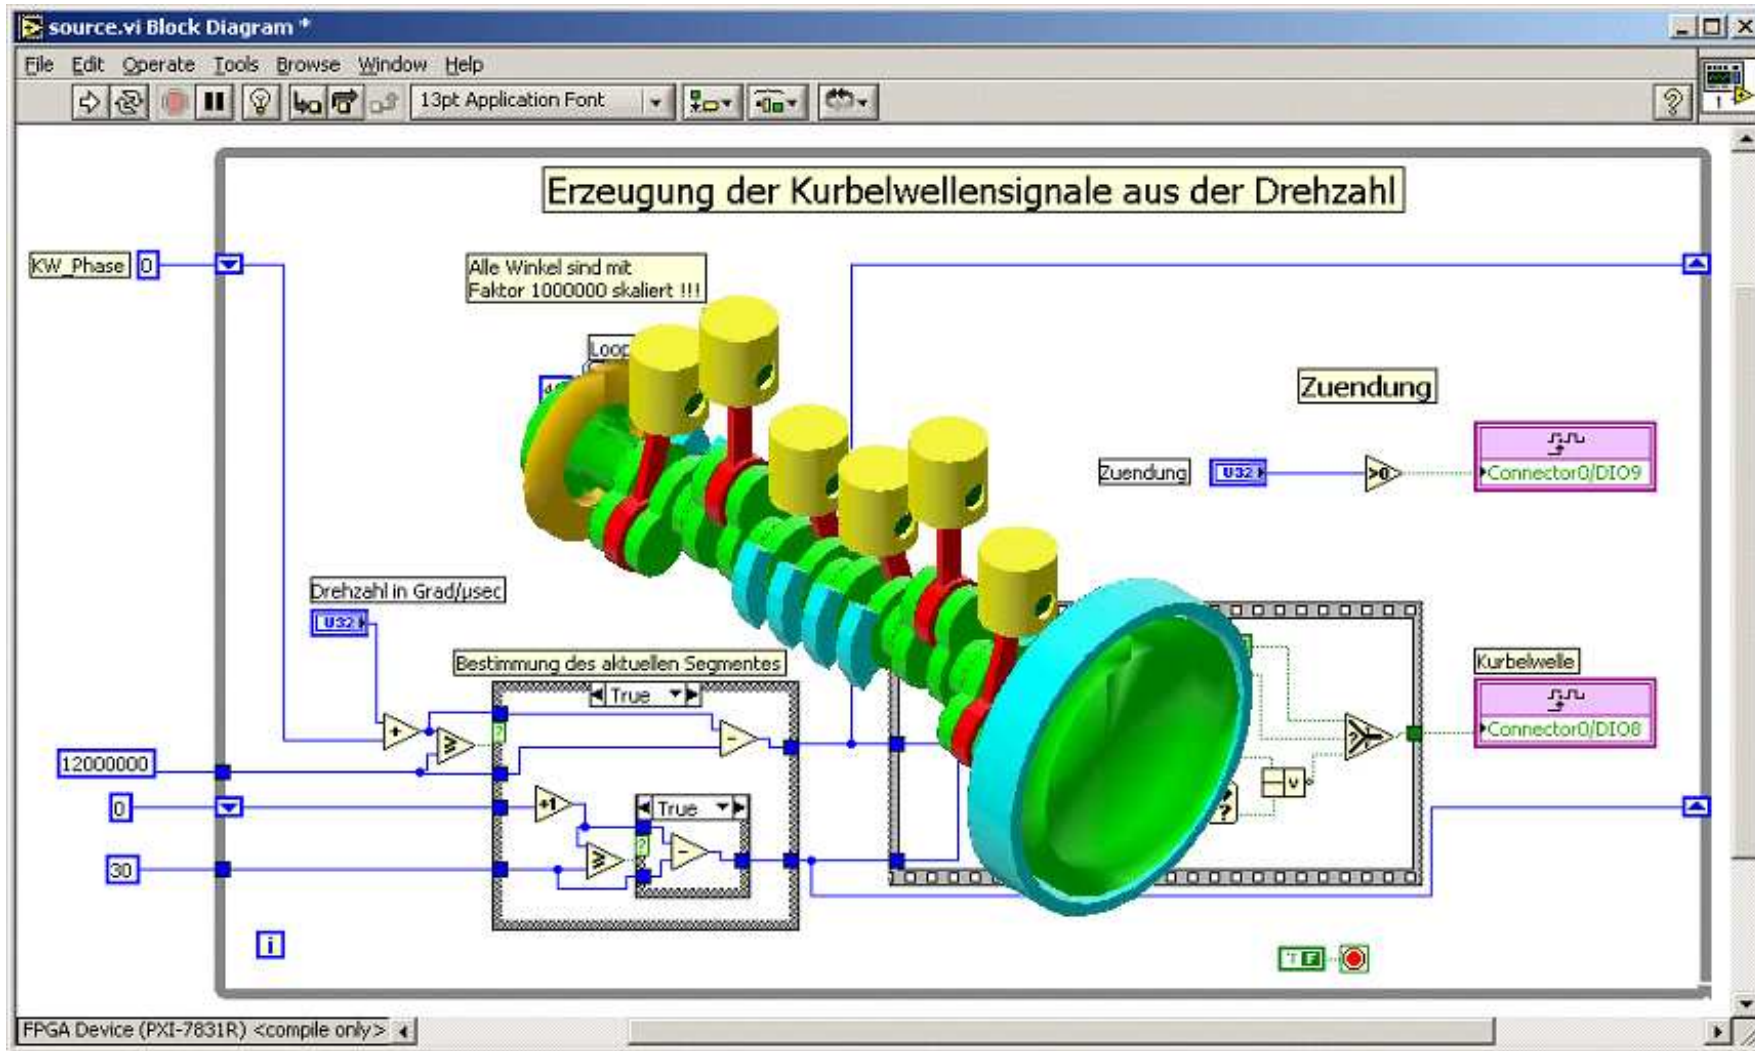 source.vi Block Diagram *
File Edit Operate Tools Browse Window Help
13pt Application Font
Erzeugung der Kurbelwellensignale aus der Drehzahl
KW_Phase 0
Alle Winkel sind mit
Faktor 1000000 skaliert !!!
Loop
Zuendung
Zuendung U32 >0 Connector0/DIO9
Drehzahl in Grad/µsec
U32
Bestimmung des aktuellen Segmentes
True
Kurbelwelle
Connector0/DIO8
12000000
0
+1
True
30
i
T F
FPGA Device (PXI-7831R) <compile only>